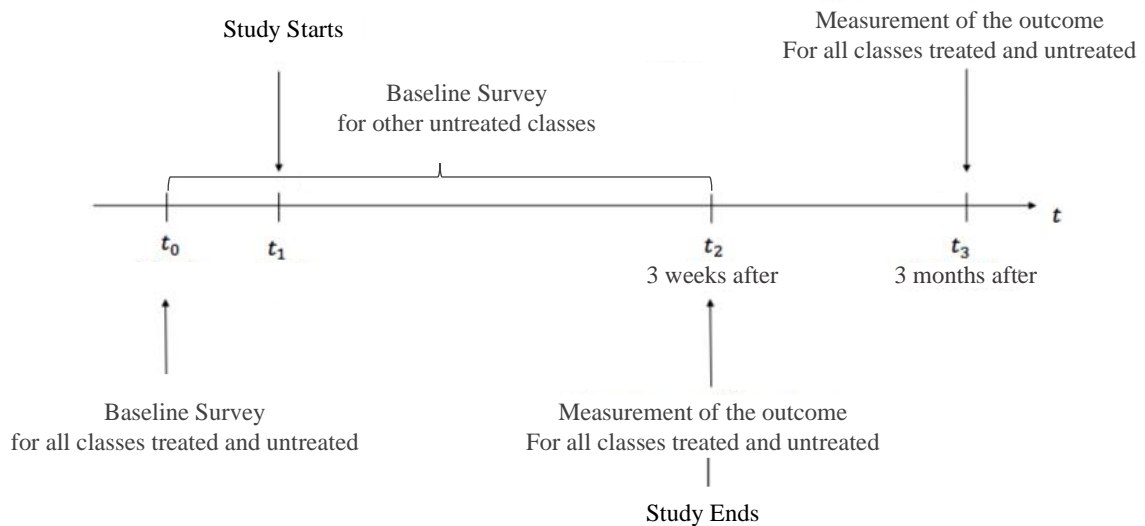 Study Starts
Measurement of the outcome
For all classes treated and untreated
Baseline Survey
for other untreated classes
t
t₀
t₁
t₂
t₃
3 weeks after
3 months after
Baseline Survey
for all classes treated and untreated
Measurement of the outcome
For all classes treated and untreated
Study Ends